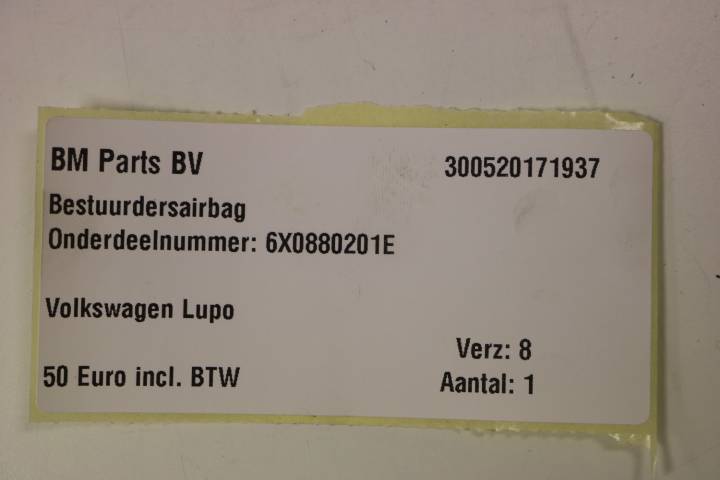 BM Parts BV 300520171937
Bestuurdersairbag
Onderdeelnummer: 6X0880201E
Volkswagen Lupo
Verz: 8
50 Euro incl. BTW
Aantal: 1